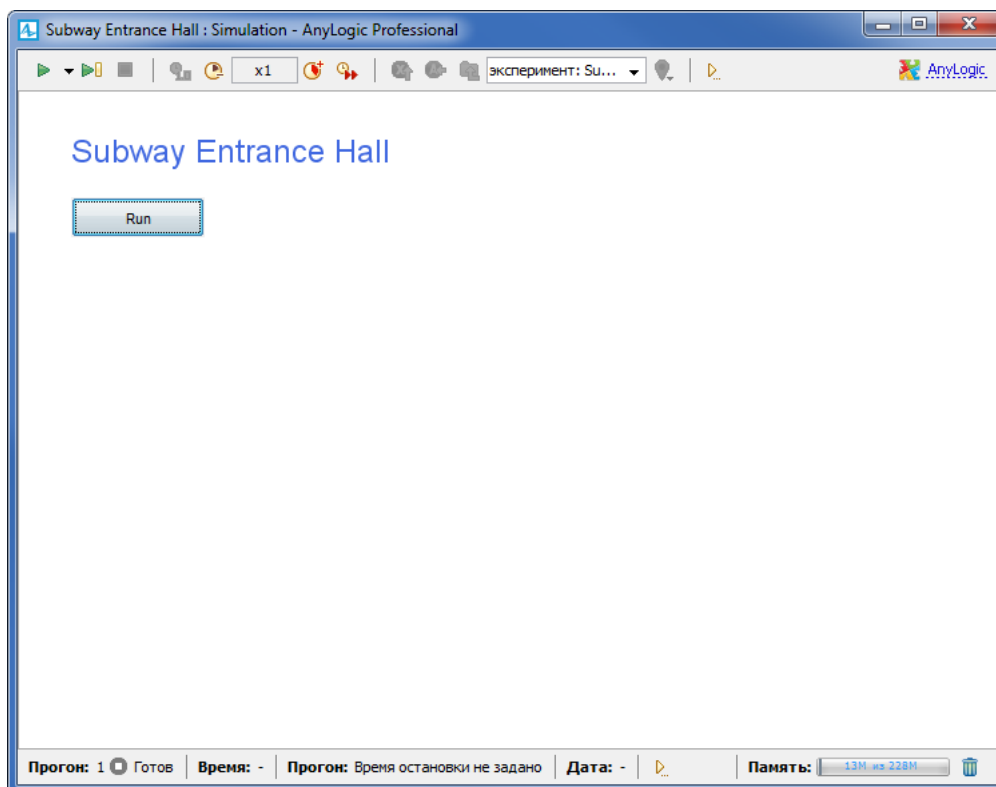 Subway Entrance Hall : Simulation - AnyLogic Professional
x1 эксперимент: Su... AnyLogic
Subway Entrance Hall
Run
Прогон: 1 Готов Время: - Прогон: Время остановки не задано Дата: - Память: 13M из 228M